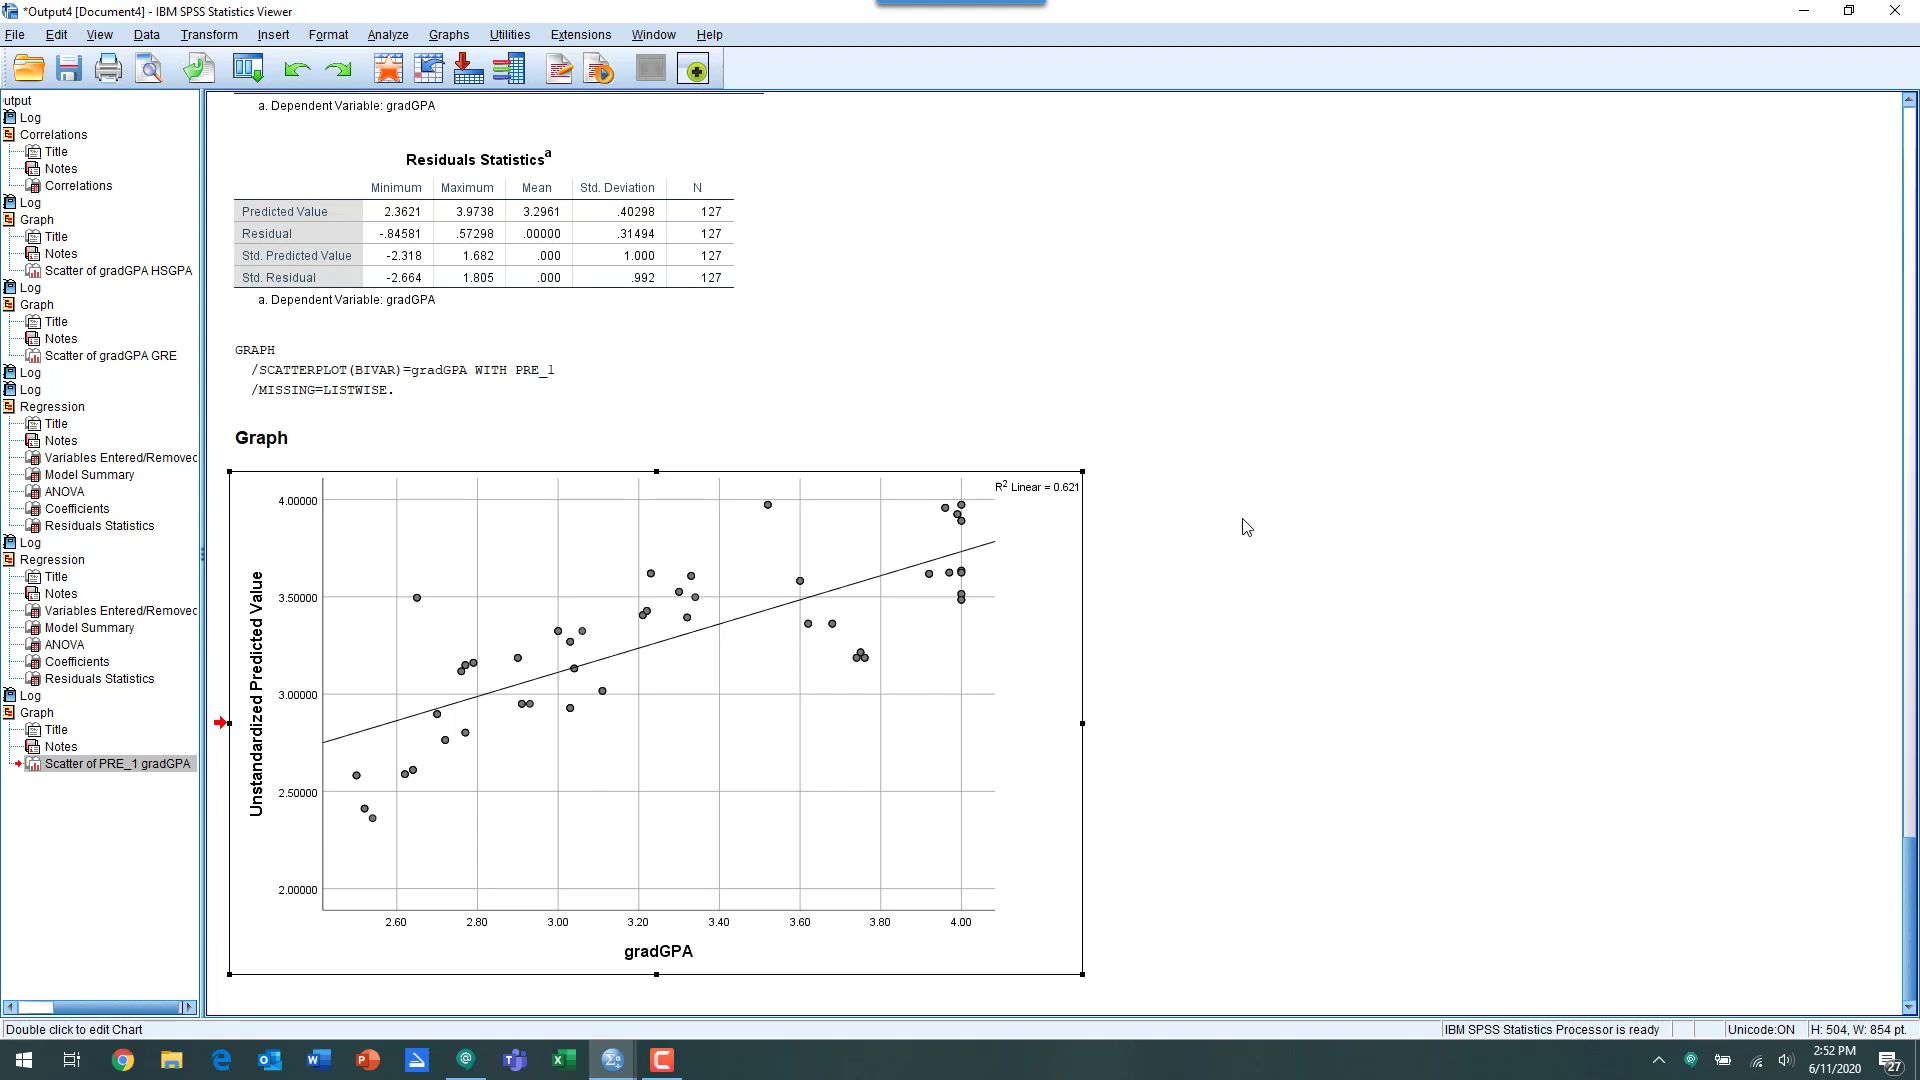 *Output4 [Document4] - IBM SPSS Statistics Viewer
File Edit View Data Transform Insert Format Analyze Graphs Utilities Extensions Window Help
utput
Log
Correlations
Title
Notes
Correlations
Log
Graph
Title
Notes
Scatter of gradGPA HSGPA
Log
Graph
Title
Notes
Scatter of gradGPA GRE
Log
Log
Regression
Title
Notes
Variables Entered/Removed
Model Summary
ANOVA
Coefficients
Residuals Statistics
Log
Regression
Title
Notes
Variables Entered/Removed
Model Summary
ANOVA
Coefficients
Residuals Statistics
Log
Graph
Title
Notes
Scatter of PRE_1 gradGPA
a. Dependent Variable: gradGPA
Residuals Statisticsa
Minimum Maximum Mean Std. Deviation N
Predicted Value 2.3621 3.9738 3.2961 .40298 127
Residual -.84581 .57298 .00000 .31494 127
Std. Predicted Value -2.318 1.682 .000 1.000 127
Std. Residual -2.664 1.805 .000 .992 127
a. Dependent Variable: gradGPA
GRAPH
/SCATTERPLOT(BIVAR)=gradGPA WITH PRE_1
/MISSING=LISTWISE.
Graph
R2 Linear = 0.621
Unstandardized Predicted Value
4.00000
3.50000
3.00000
2.50000
2.00000
2.60 2.80 3.00 3.20 3.40 3.60 3.80 4.00
gradGPA
Double click to edit Chart
IBM SPSS Statistics Processor is ready Unicode:ON H: 504, W: 854 pt.
2:52 PM
6/11/2020
27